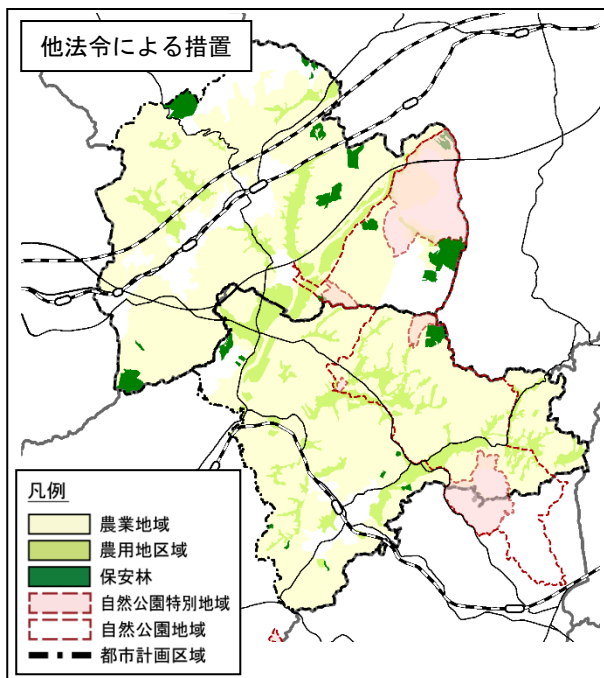 他法令による措置
凡例
農業地域
農用地区域
保安林
自然公園特別地域
自然公園地域
都市計画区域